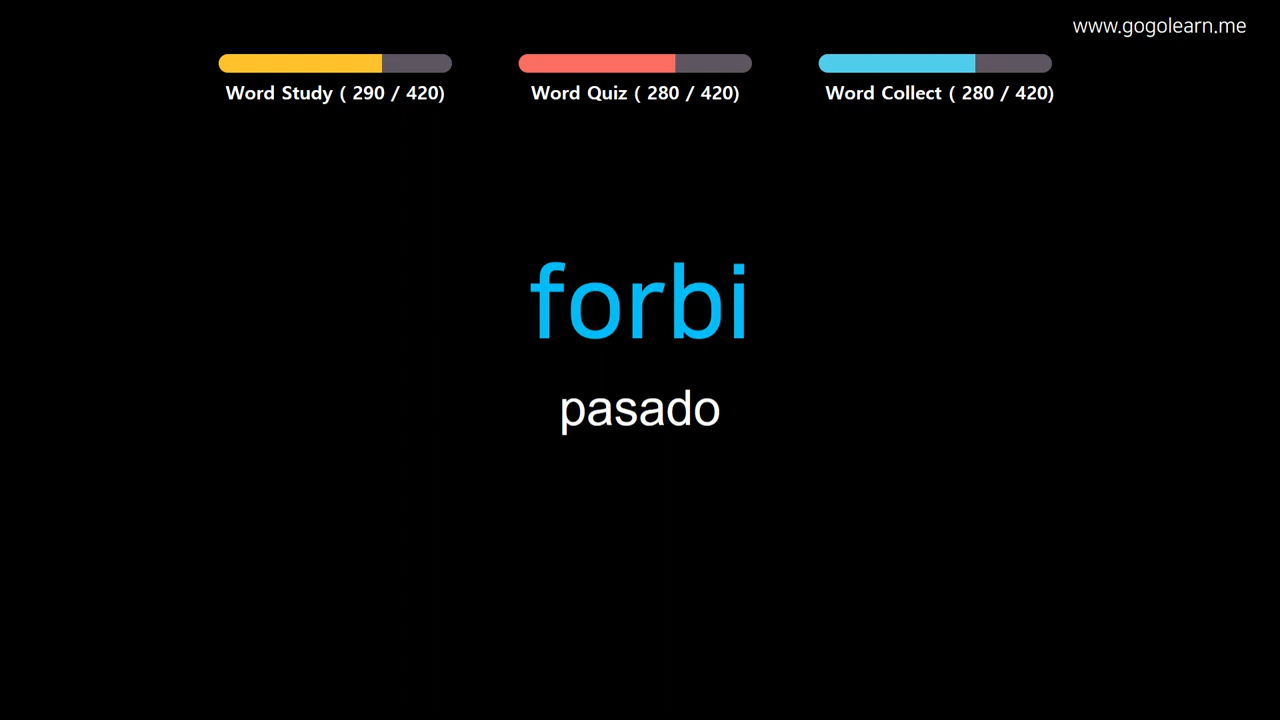 www.gogolearn.me
Word Study ( 290 / 420)
Word Quiz ( 280 / 420)
Word Collect ( 280 / 420)
forbi
pasado